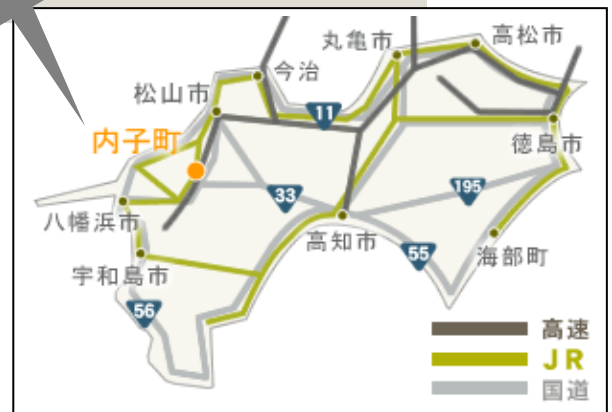 丸亀市
高松市
今治
松山市
11
内子町
徳島市
33
195
八幡浜市
高知市
55
海部町
宇和島市
56
高速
JR
国道